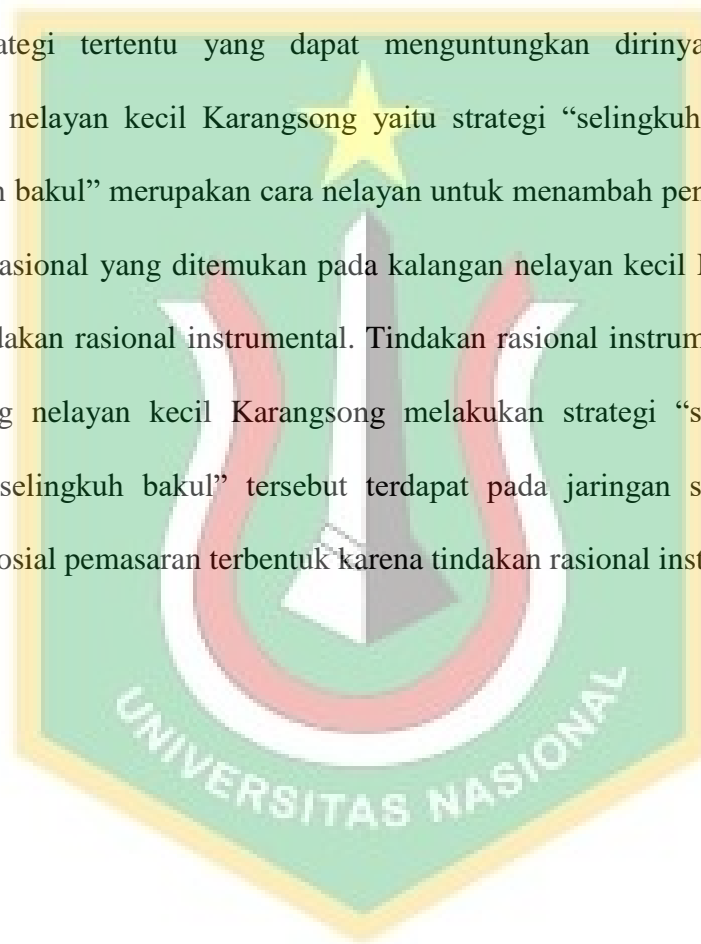 ategi tertentu yang dapat menguntungkan dirinya
nelayan kecil Karangsong yaitu strategi “selingkuh
n bakul” merupakan cara nelayan untuk menambah pen
asional yang ditemukan pada kalangan nelayan kecil
dakan rasional instrumental. Tindakan rasional instrum
g nelayan kecil Karangsong melakukan strategi “s
selingkuh bakul” tersebut terdapat pada jaringan s
osial pemasaran terbentuk karena tindakan rasional inst
UNIVERSITAS NASIONAL